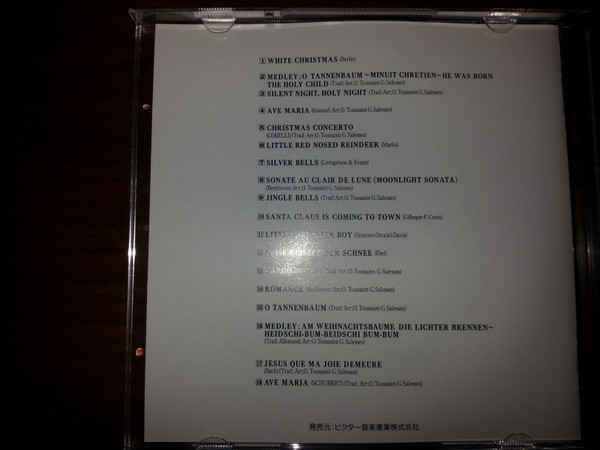 1 WHITE CHRISTMAS (Berlin)
2 MEDLEY: O TANNENBAUM~MINUIT CHRETIEN~HE WAS BORN
THE HOLY CHILD (Trad: Arr; O. Toussaint-G. Salesses)
3 SILENT NIGHT, HOLY NIGHT (Trad: Arr; O. Toussaint-G. Salesses)
4 AVE MARIA (Gounod: Arr; O. Toussaint-G. Salesses)
5 CHRISTMAS CONCERTO
(CORELLI) (Trad: Arr; O. Toussaint-G. Salesses)
6 LITTLE RED NOSED REINDEER (Marks)
7 SILVER BELLS (Livingstone & Evans)
8 SONATE AU CLAIR DE LUNE (MOONLIGHT SONATA)
(Beethoven: Arr; O. Toussaint-G. Salesses)
9 JINGLE BELLS (Trad: Arr; O. Toussaint-G. Salesses)
10 SANTA CLAUS IS COMING TO TOWN (Gillespie-F. Coots)
11 BOY (Simeone-Onorati-Davis)
12 SCHNEE (Ebel)
13 Trad: Arr; O. Toussaint-G. Salesses)
14 ROMANCE (Beethoven: Arr; O. Toussaint-G. Salesses)
15 O TANNENBAUM (Trad: Arr; O. Toussaint-G. Salesses)
16 MEDLEY: AM WEIHNACHTSBAUME DIE LICHTER BRENNEN~
HEIDSCHI-BUM-BEIDSCHI BUM-BUM
(Trad: Allemand. Arr; O. Toussaint-G. Salesses)
17 JESUS QUE MA JOIE DEMEURE
(Bach) (Trad: Arr; O. Toussaint-G. Salesses)
18 AVE MARIA (SCHUBERT) (Trad: Arr; O. Toussaint-G. Salesses)
発売元:ビクター音楽産業株式会社